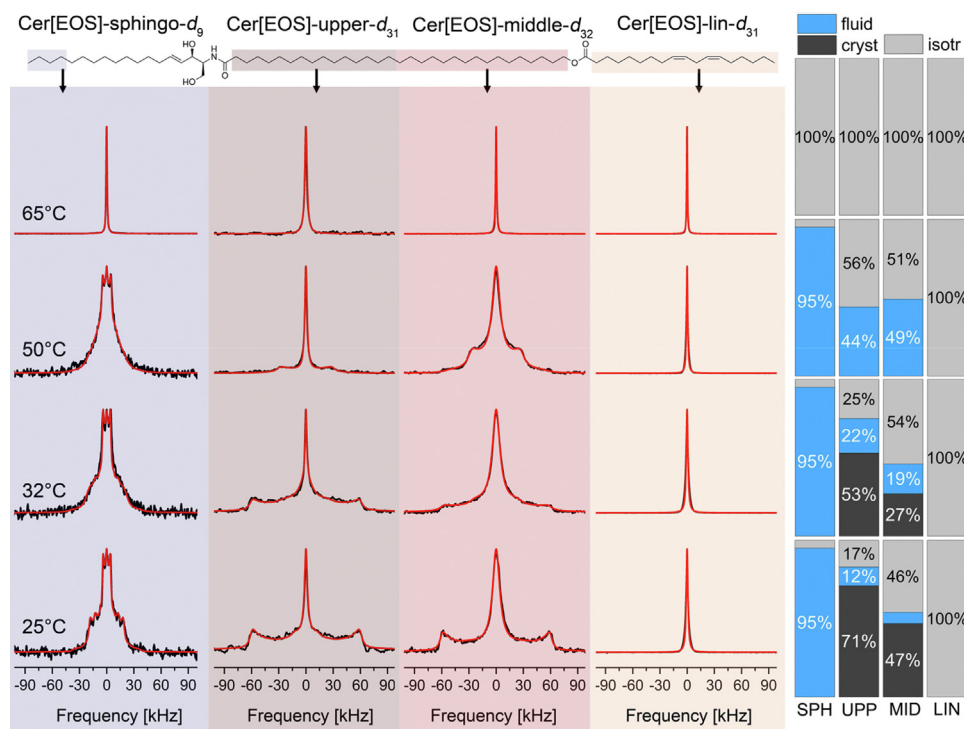 Cer[EOS]-sphingo-d9 Cer[EOS]-upper-d31 Cer[EOS]-middle-d32 Cer[EOS]-lin-d31
fluid
cryst isotr
HO
OH
N
H
O
O
O
100% 100% 100% 100%
65°C
95% 56% 51% 100%
44% 49%
50°C
95% 25% 54% 100%
22% 19%
53% 27%
32°C
95% 17% 46% 100%
12%
71% 47%
25°C
-90 -60 -30 0 30 60 90 -90 -60 -30 0 30 60 90 -90 -60 -30 0 30 60 90 -90 -60 -30 0 30 60 90
SPH UPP MID LIN
Frequency [kHz] Frequency [kHz] Frequency [kHz] Frequency [kHz]